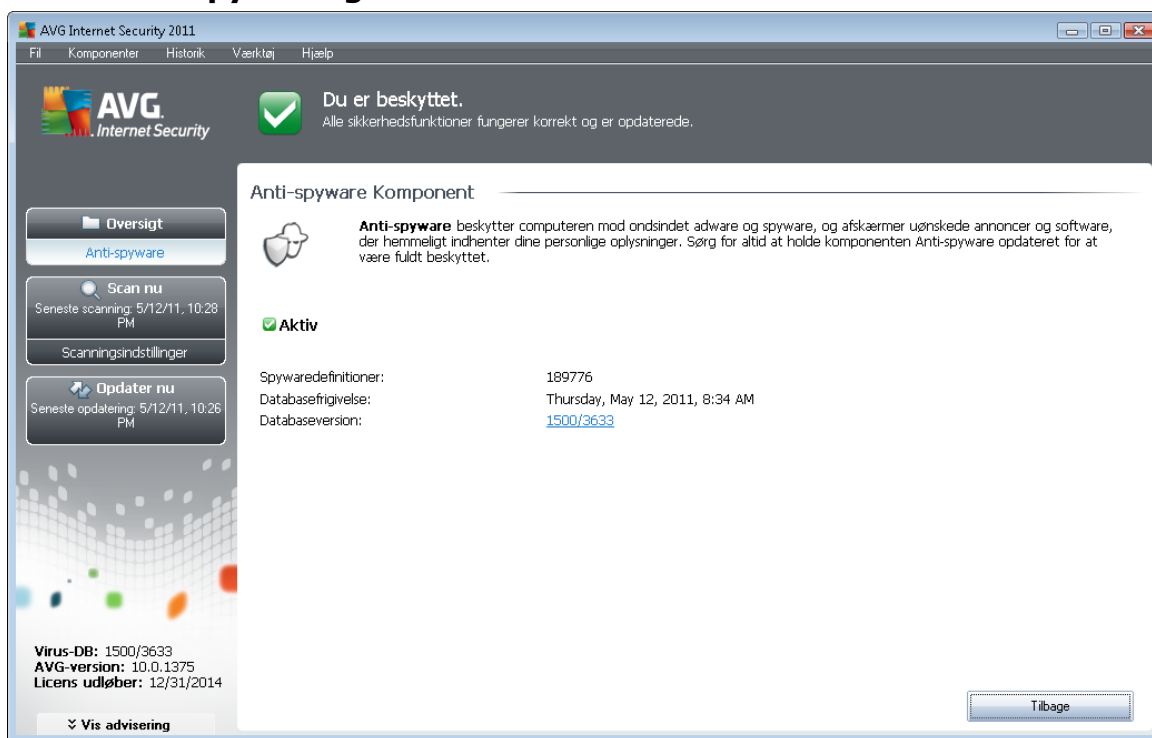 AVG Internet Security 2011
Fil Komponenter Historik Værktøj Hjælp
AVG.
Internet Security
Du er beskyttet.
Alle sikkerhedsfunktioner fungerer korrekt og er opdaterede.
Oversigt
Anti-spyware
Scan nu
Seneste scanning: 5/12/11, 10:28
PM
Scanningsindstillinger
Opdater nu
Seneste opdatering: 5/12/11, 10:26
PM
Virus-DB: 1500/3633
AVG-version: 10.0.1375
Licens udløber: 12/31/2014
Vis advisering
Anti-spyware Komponent
Anti-spyware beskytter computeren mod ondsindet adware og spyware, og afskærmer uønskede annoncer og software,
der hemmeligt indhenter dine personlige oplysninger. Sørg for altid at holde komponenten Anti-spyware opdateret for at
være fuldt beskyttet.
Aktiv
Spywaredefinitioner: 189776
Databasefrigivelse: Thursday, May 12, 2011, 8:34 AM
Databaseversion: 1500/3633
Tilbage